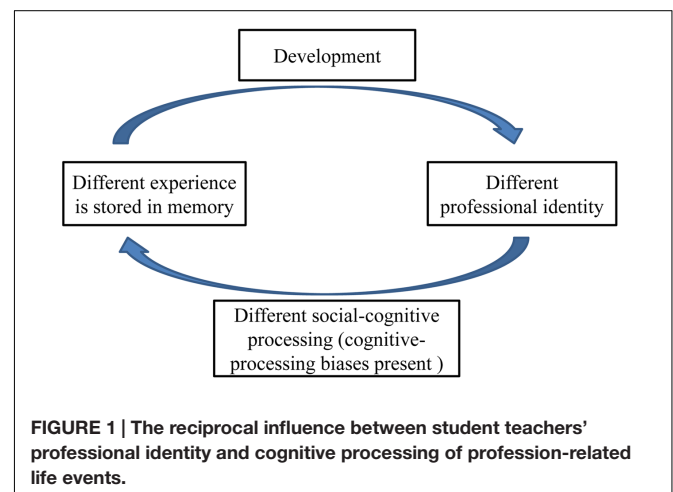 Development
Different experience
is stored in memory
Different
professional identity
Different social-cognitive
processing (cognitive-
processing biases present )
FIGURE 1 | The reciprocal influence between student teachers’
professional identity and cognitive processing of profession-related
life events.